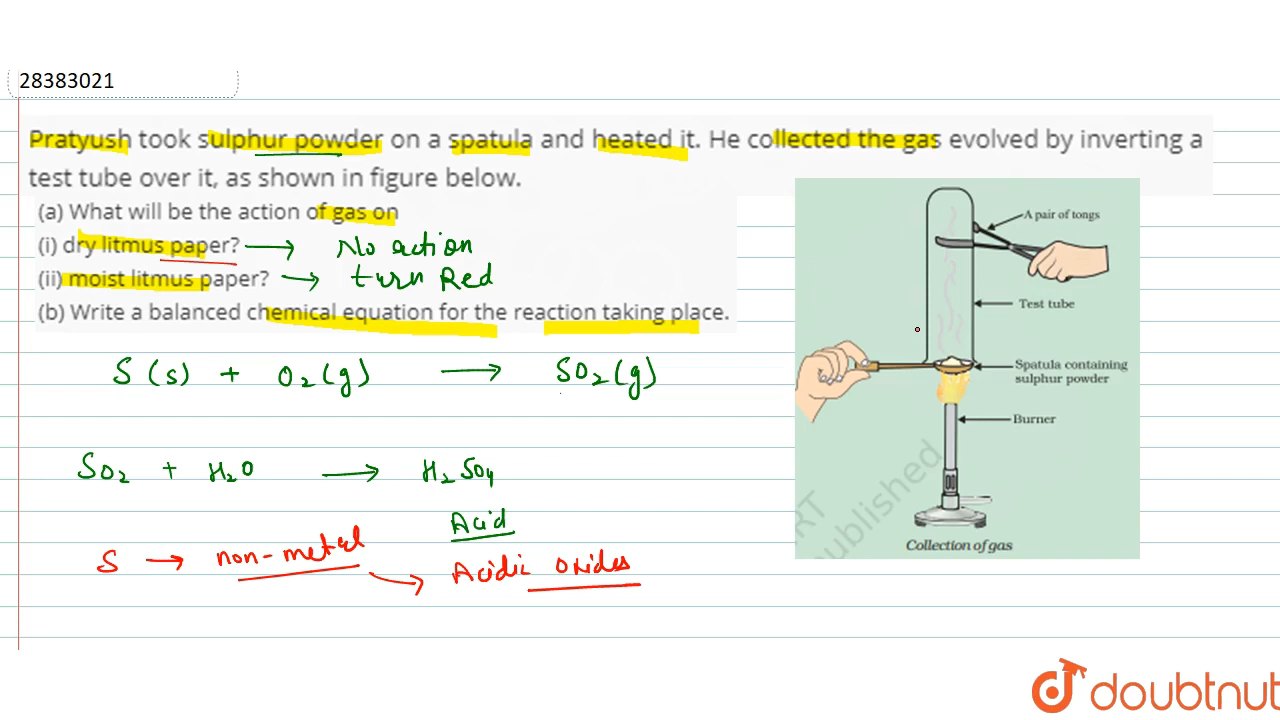 28383021
Pratyush took sulphur powder on a spatula and heated it. He collected the gas evolved by inverting a
test tube over it, as shown in figure below.
(a) What will be the action of gas on
(i) dry litmus paper? → No action
(ii) moist litmus paper? → turn Red
(b) Write a balanced chemical equation for the reaction taking place.
S (s) + O2 (g) → SO2 (g)
SO2 + H2O → H2SO4
Acid
S → non-metal → Acidic oxides
A pair of tongs
Test tube
Spatula containing
sulphur powder
Burner
Collection of gas
RT
ublished
doubtnut